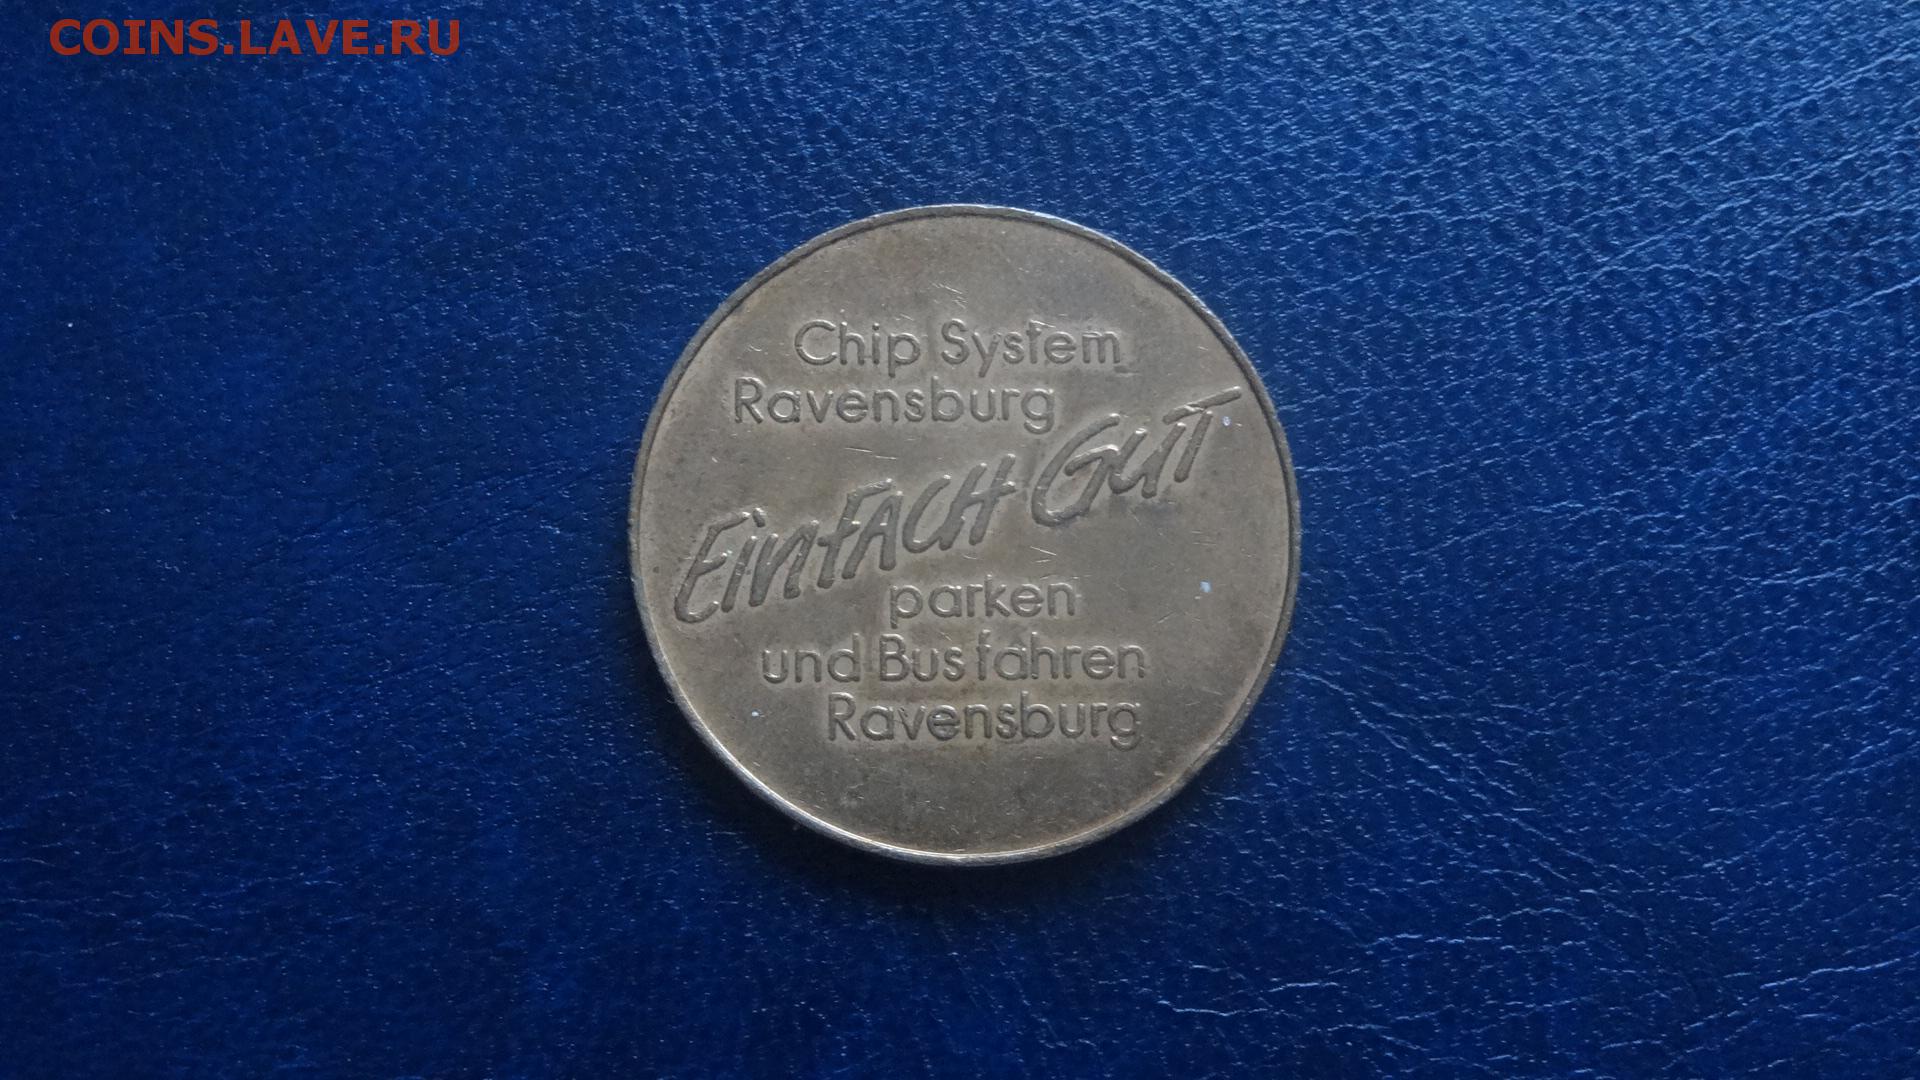 COINS.LAVE.RU
Chip System
Ravensburg
EinFACH GUT
parken
und Bus fahren
Ravensburg